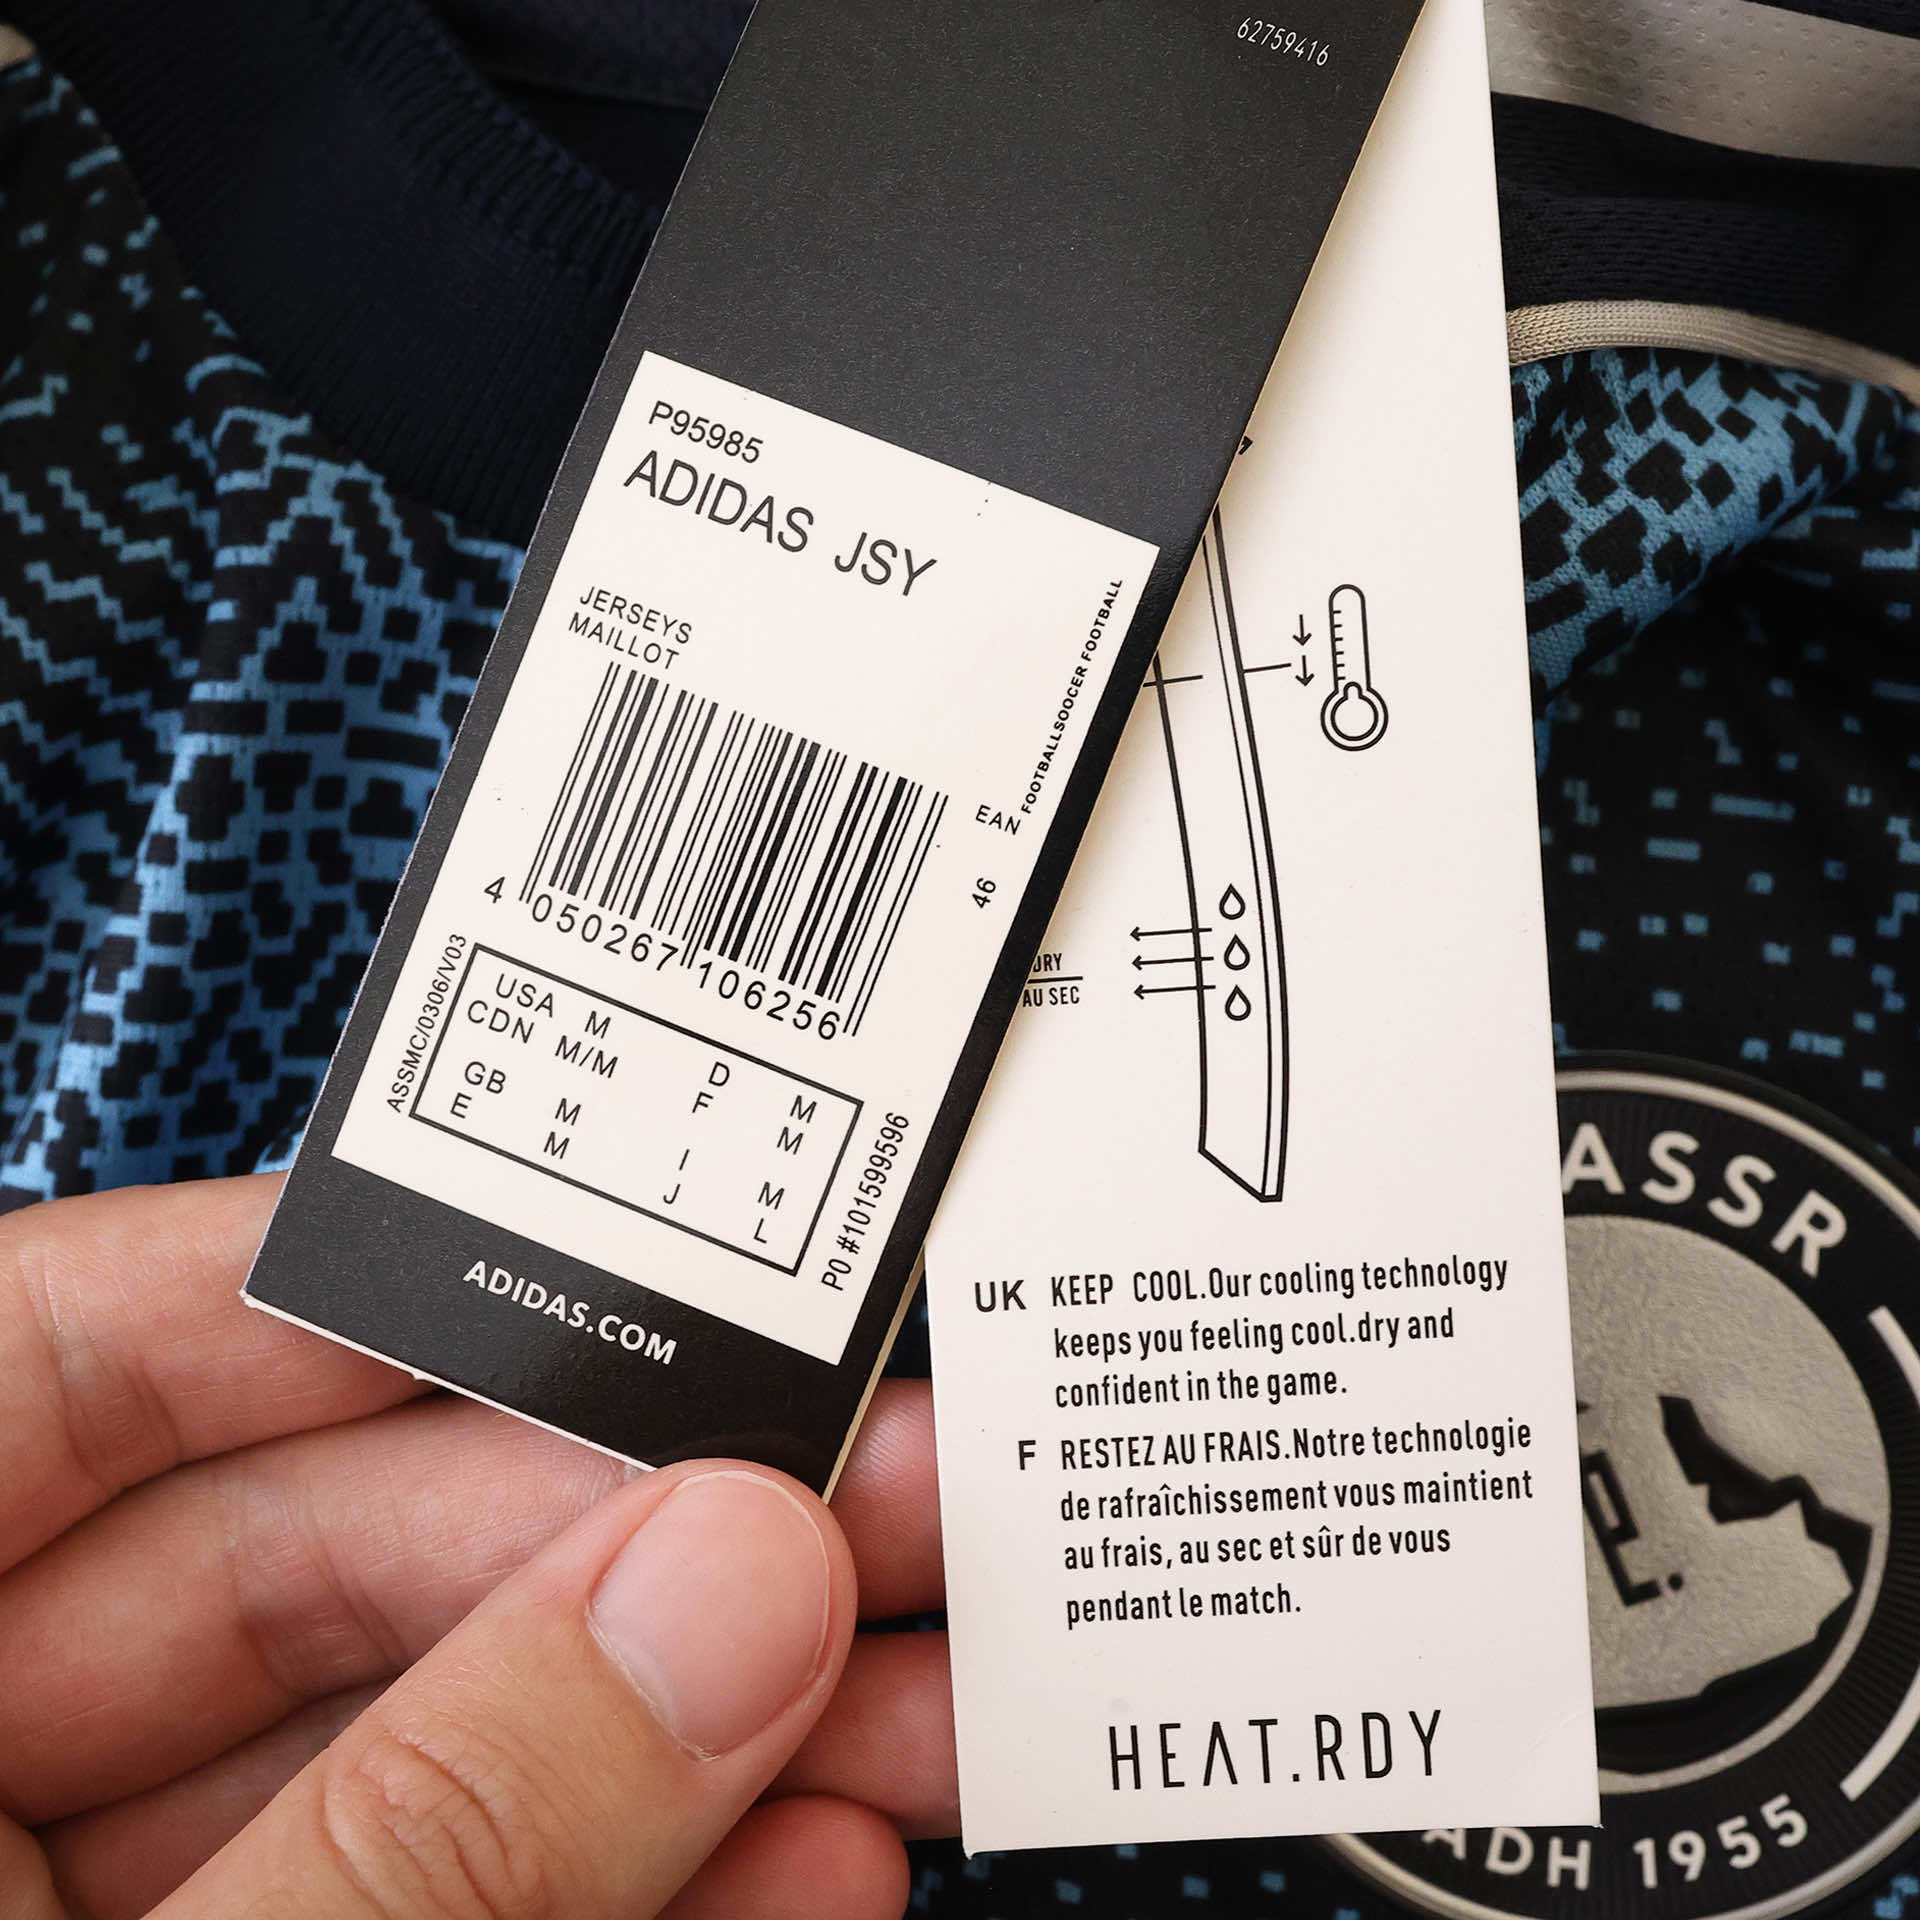 62759416
P95985
ADIDAS JSY
JERSEYS
MAILLOT
FOOTBALLSOCCER FOOTBALL
EAN
46
4 050267 106256
ASSMC/0306/V03
USA M D M
CDN M/M F M
GB M I M
E M J L
PO #101599596
ADIDAS.COM
AU SEC
UK KEEP COOL.Our cooling technology
keeps you feeling cool.dry and
confident in the game.
F RESTEZ AU FRAIS.Notre technologie
de rafraîchissement vous maintient
au frais, au sec et sûr de vous
pendant le match.
HEAT.RDY
ASSR
ADH 1955